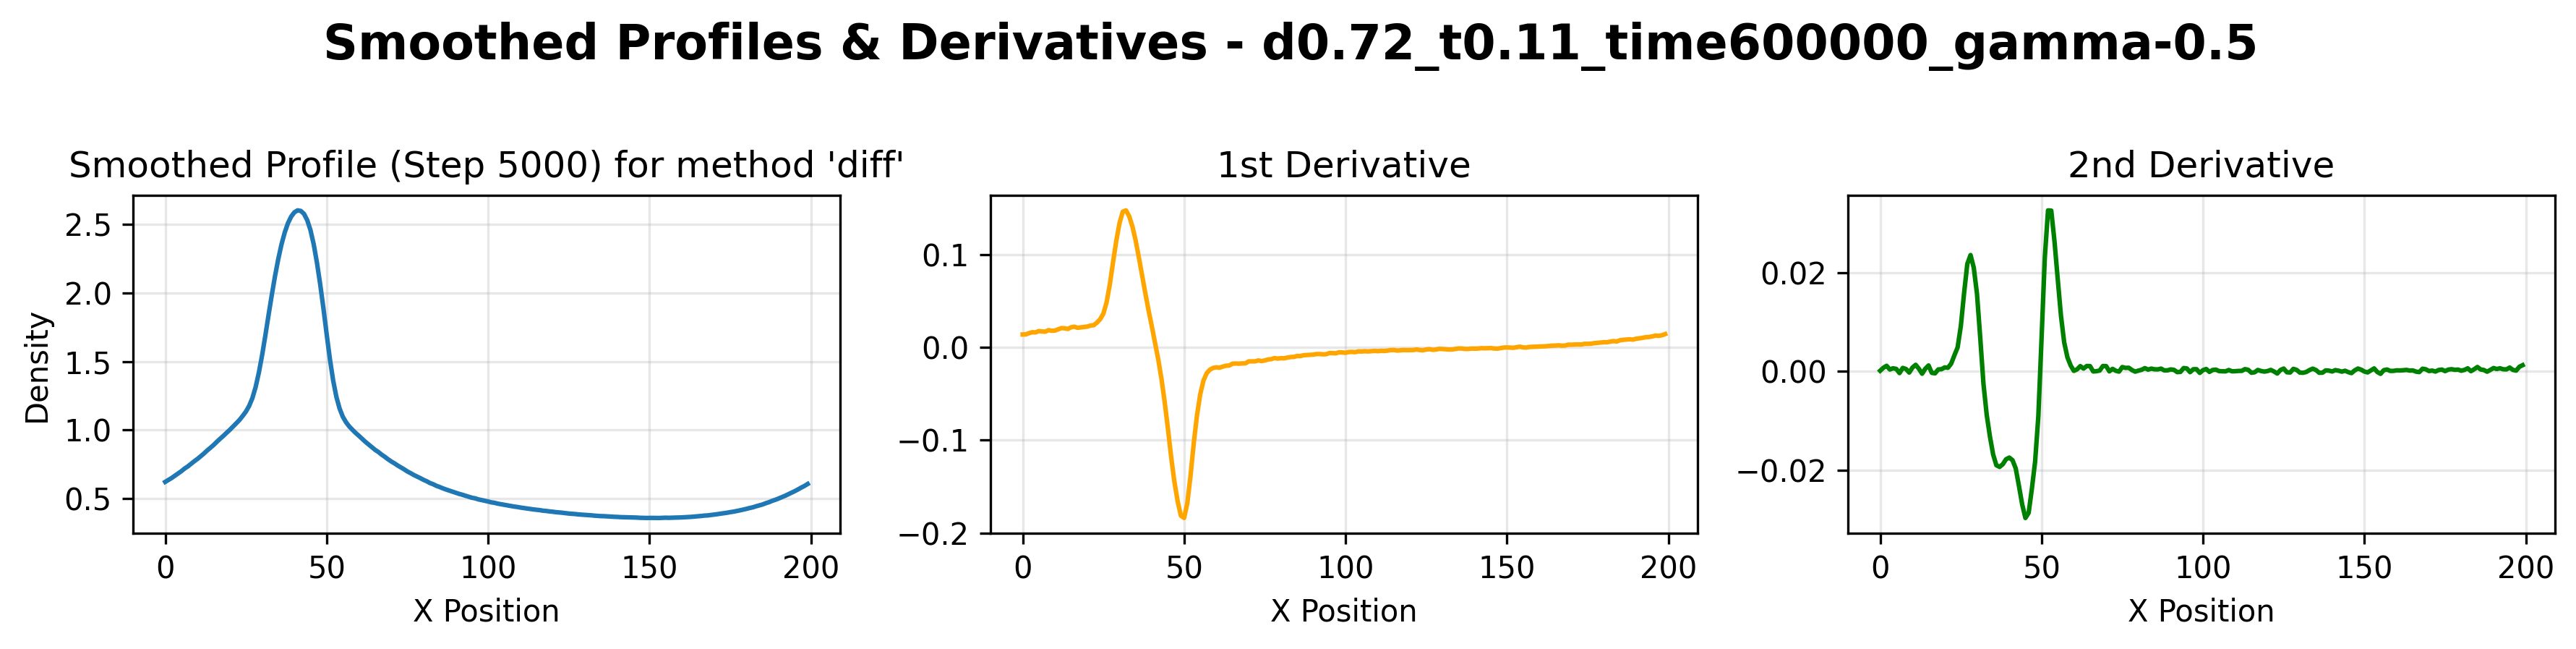 Smoothed Profiles & Derivatives - d0.72_t0.11_time600000_gamma-0.5
Smoothed Profile (Step 5000) for method 'diff'
Density
2.5
2.0
1.5
1.0
0.5
0 50 100 150 200
X Position
1st Derivative
0.1
0.0
−0.1
−0.2
0 50 100 150 200
X Position
2nd Derivative
0.02
0.00
−0.02
0 50 100 150 200
X Position